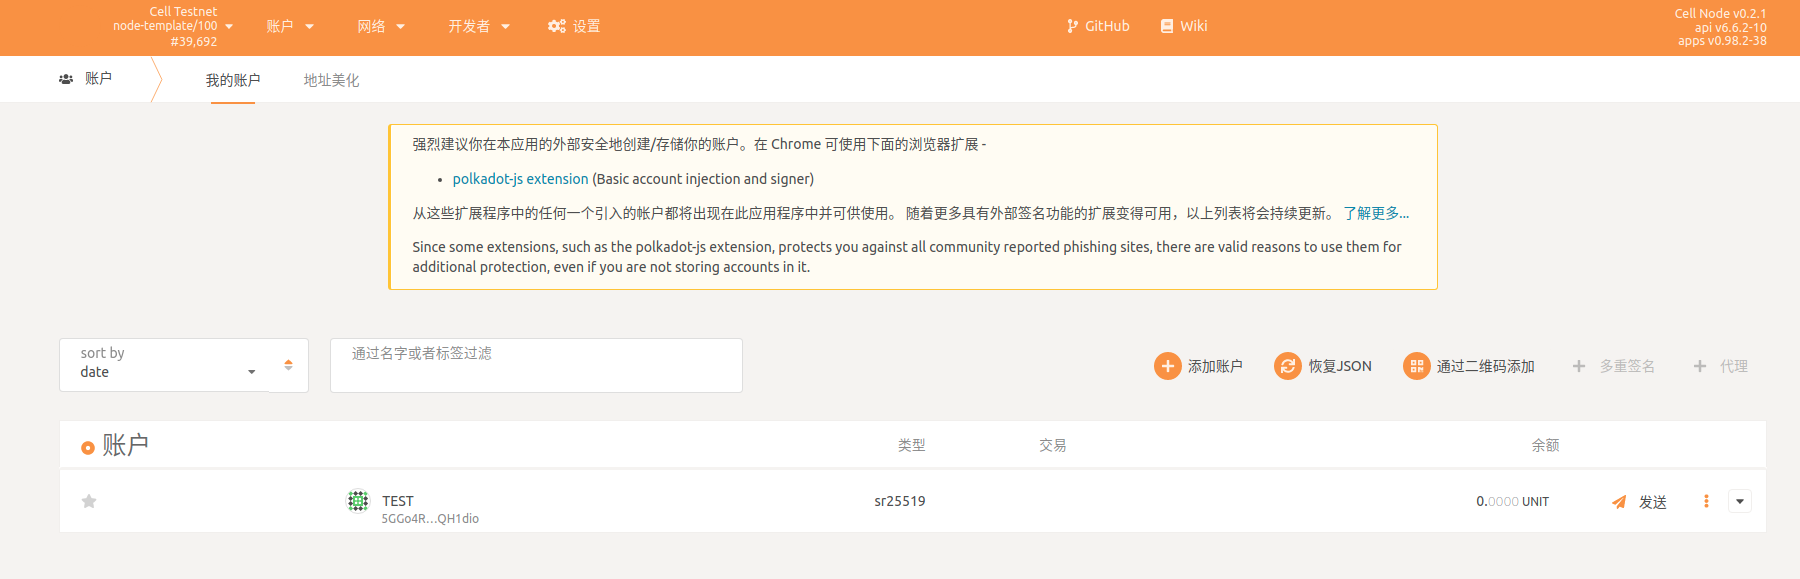 Cell Testnet
node-template/100
#39,692
账户
网络
开发者
设置
GitHub
Wiki
Cell Node v0.2.1
api v6.6.2-10
apps v0.98.2-38
账户
我的账户
地址美化
强烈建议你在本应用的外部安全地创建/存储你的账户。在 Chrome 可使用下面的浏览器扩展 -
• polkadot-js extension (Basic account injection and signer)
从这些扩展程序中的任何一个引入的帐户都将出现在此应用程序中并可供使用。 随着更多具有外部签名功能的扩展变得可用，以上列表将会持续更新。 了解更多...
Since some extensions, such as the polkadot-js extension, protects you against all community reported phishing sites, there are valid reasons to use them for
additional protection, even if you are not storing accounts in it.
sort by
date
通过名字或者标签过滤
添加账户
恢复JSON
通过二维码添加
多重签名
代理
账户
类型
交易
余额
TEST
5GGo4R...QH1dio
sr25519
0.0000 UNIT
发送